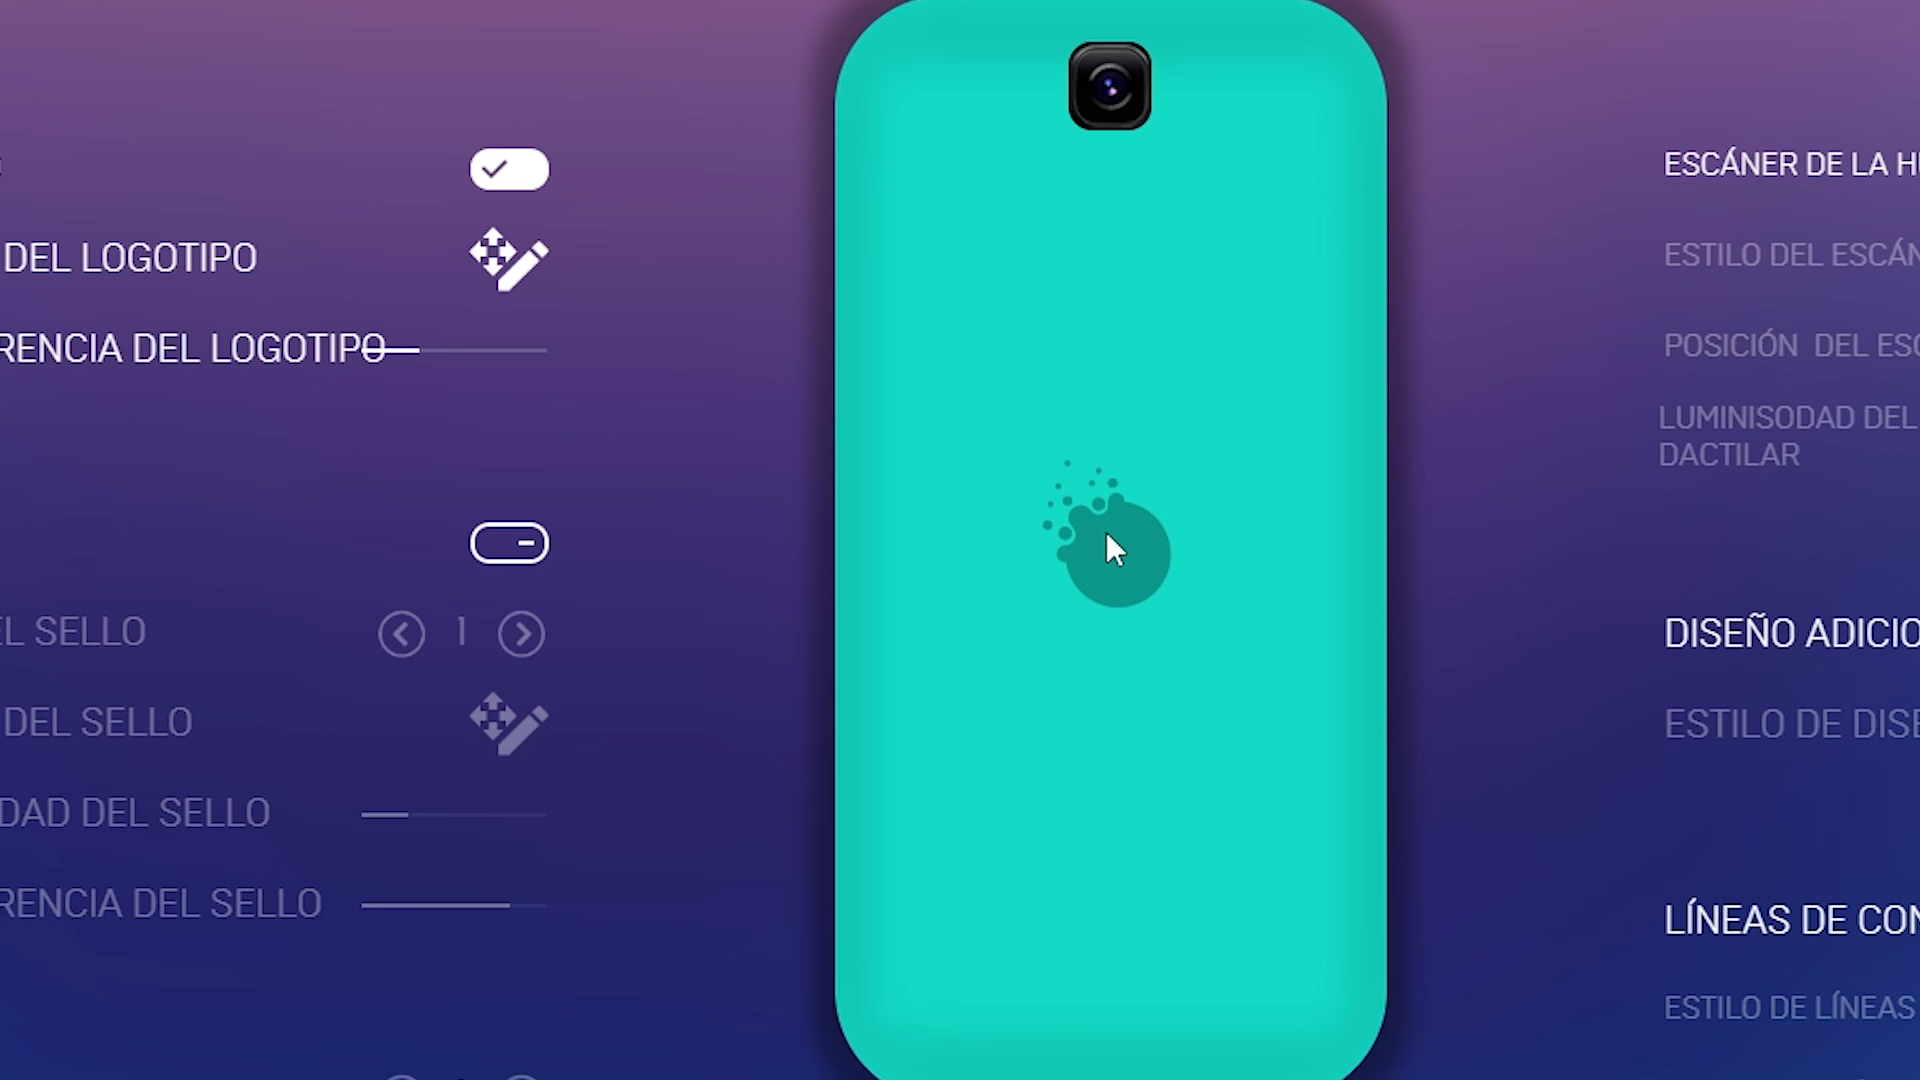 DEL LOGOTIPO
RENCIA DEL LOGOTIPO
EL SELLO
1
DEL SELLO
DAD DEL SELLO
RENCIA DEL SELLO
ESCÁNER DE LA H
ESTILO DEL ESCÁN
POSICIÓN DEL ESC
LUMINISODAD DEL
DACTILAR
DISEÑO ADICIO
ESTILO DE DISE
LÍNEAS DE CON
ESTILO DE LÍNEAS